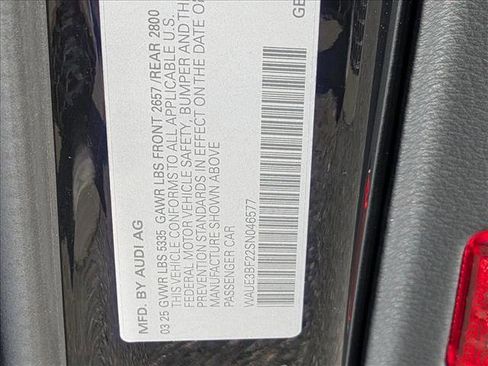 MFD. BY AUDI AG
03 25 GVWR LBS 5335 GAWR LBS FRONT 2657/REAR 2800
THIS VEHICLE CONFORMS TO ALL APPLICABLE U.S.
FEDERAL MOTOR VEHICLE SAFETY, BUMPER AND TH
PREVENTION STANDARDS IN EFFECT ON THE DATE O
MANUFACTURE SHOWN ABOVE
PASSENGER CAR
WAUE3BF22SN046577
GE